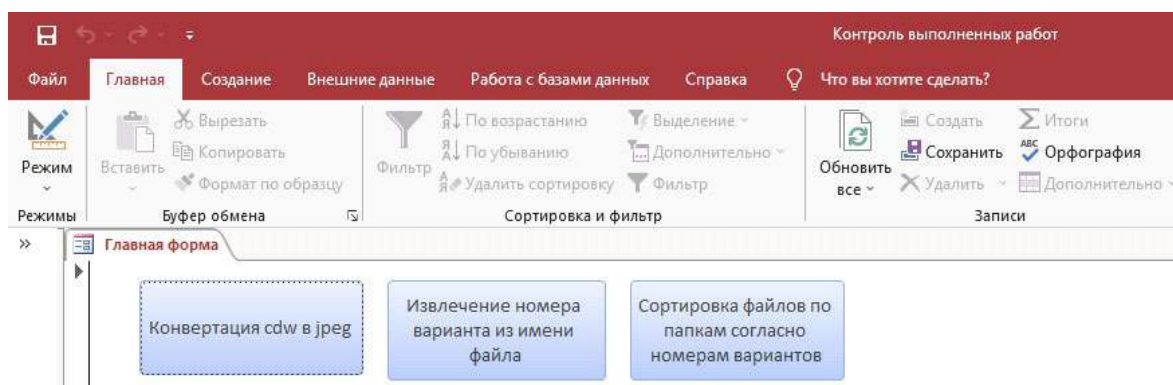 Контроль выполненных работ
Файл Главная Создание Внешние данные Работа с базами данных Справка Что вы хотите сделать?
Режим
Режимы
Вставить
Вырезать
Копировать
Формат по образцу
Буфер обмена
Фильтр
По возрастанию
По убыванию
Удалить сортировку
Выделение
Дополнительно
Фильтр
Сортировка и фильтр
Обновить
все
Создать
Сохранить
Удалить
Итоги
Орфография
Дополнительно
Записи
Главная форма
Конвертация cdw в jpeg
Извлечение номера
варианта из имени
файла
Сортировка файлов по
папкам согласно
номерам вариантов